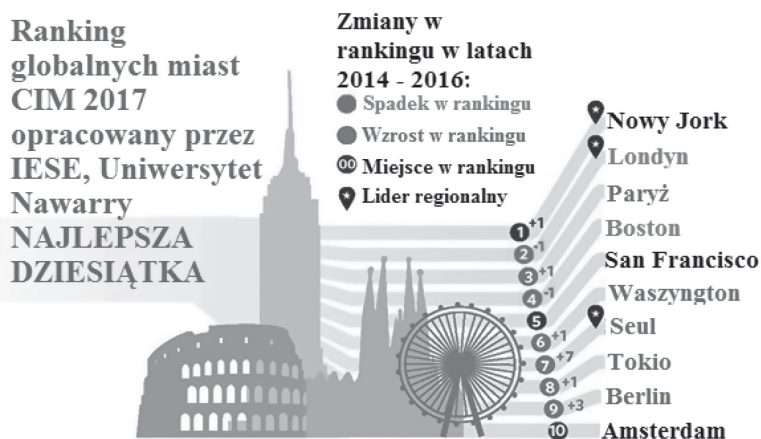 Ranking
globalnych miast
CIM 2017
opracowany przez
IESE, Uniwersytet
Nawarry
NAJLEPSZA
DZIESIĄTKA
Zmiany w
rankingu w latach
2014 - 2016:
Spadek w rankingu
Wzrost w rankingu
00 Miejsce w rankingu
Lider regionalny
1 +1
2 -1
3 +1
4 -1
5
6 +1
7 +7
8 +1
9 +3
10
Nowy Jork
Londyn
Paryż
Boston
San Francisco
Waszyngton
Seul
Tokio
Berlin
Amsterdam